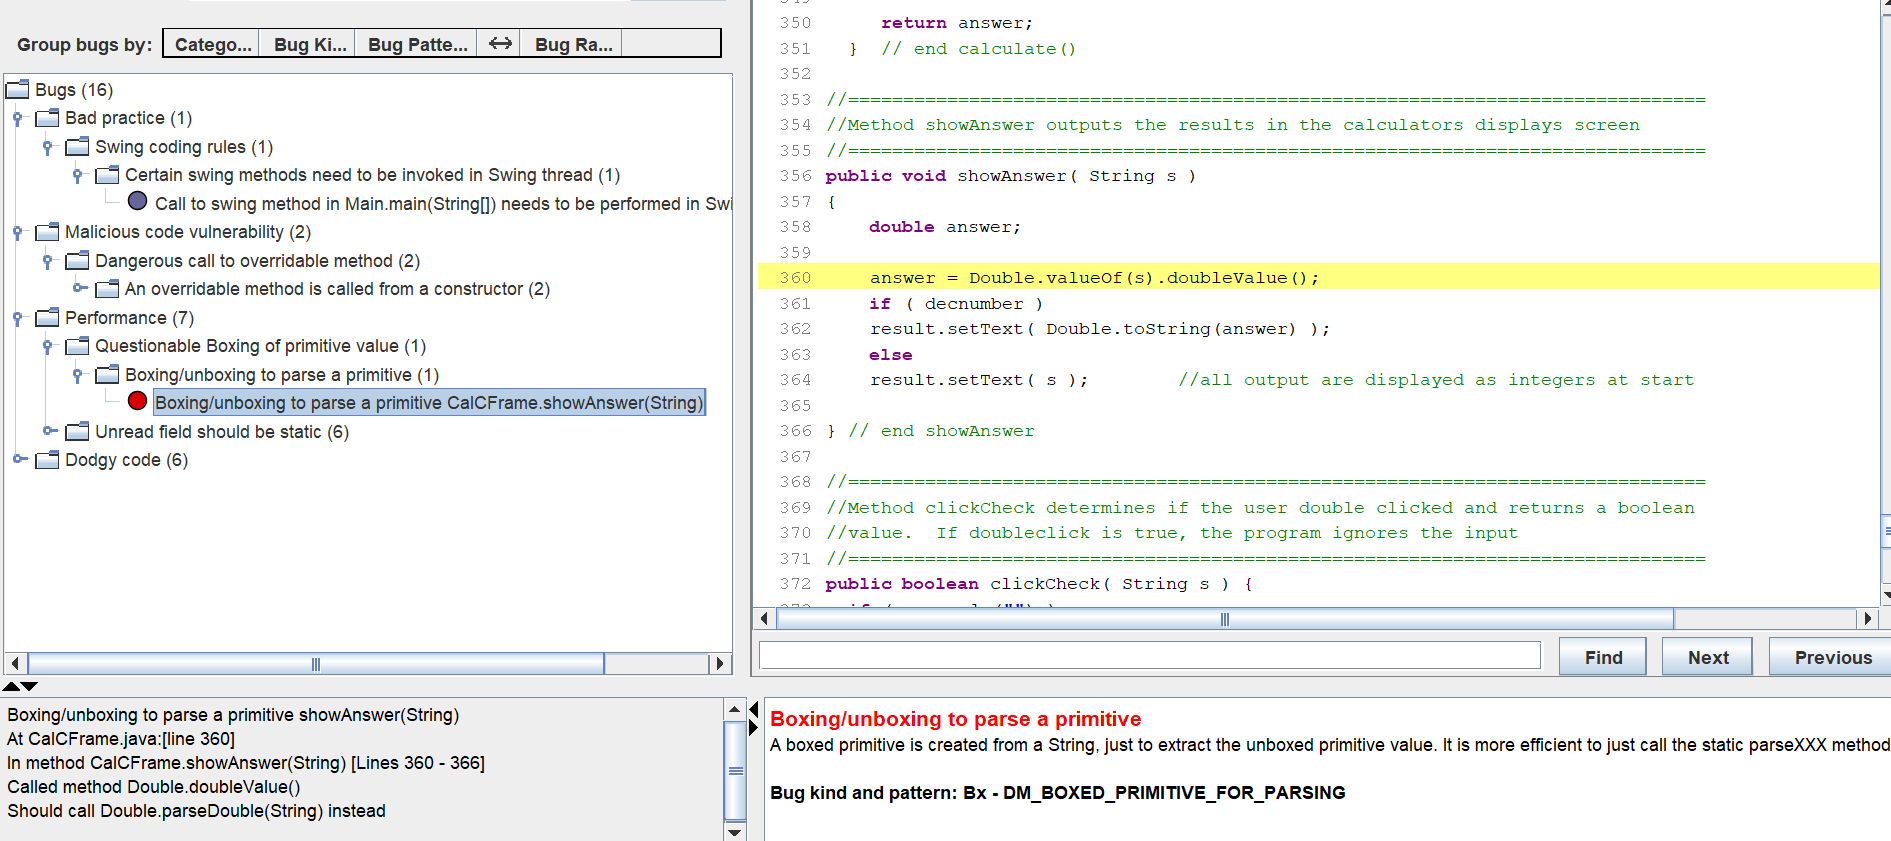 Group bugs by: Catego... Bug Ki... Bug Patte... Bug Ra...
Bugs (16)
Bad practice (1)
Swing coding rules (1)
Certain swing methods need to be invoked in Swing thread (1)
Call to swing method in Main.main(String[]) needs to be performed in Swi
Malicious code vulnerability (2)
Dangerous call to overridable method (2)
An overridable method is called from a constructor (2)
Performance (7)
Questionable Boxing of primitive value (1)
Boxing/unboxing to parse a primitive (1)
Boxing/unboxing to parse a primitive CalCFrame.showAnswer(String)
Unread field should be static (6)
Dodgy code (6)
350 return answer;
351 } // end calculate()
352
353 //==============================================================================
354 //Method showAnswer outputs the results in the calculators displays screen
355 //==============================================================================
356 public void showAnswer( String s )
357 {
358 double answer;
359
360 answer = Double.valueOf(s).doubleValue();
361 if ( decnumber )
362 result.setText( Double.toString(answer) );
363 else
364 result.setText( s ); //all output are displayed as integers at start
365
366 } // end showAnswer
367
368 //==============================================================================
369 //Method clickCheck determines if the user double clicked and returns a boolean
370 //value.  If doubleclick is true, the program ignores the input
371 //==============================================================================
372 public boolean clickCheck( String s ) {
Find Next Previous
Boxing/unboxing to parse a primitive showAnswer(String)
At CalCFrame.java:[line 360]
In method CalCFrame.showAnswer(String) [Lines 360 - 366]
Called method Double.doubleValue()
Should call Double.parseDouble(String) instead
Boxing/unboxing to parse a primitive
A boxed primitive is created from a String, just to extract the unboxed primitive value. It is more efficient to just call the static parseXXX method
Bug kind and pattern: Bx - DM_BOXED_PRIMITIVE_FOR_PARSING